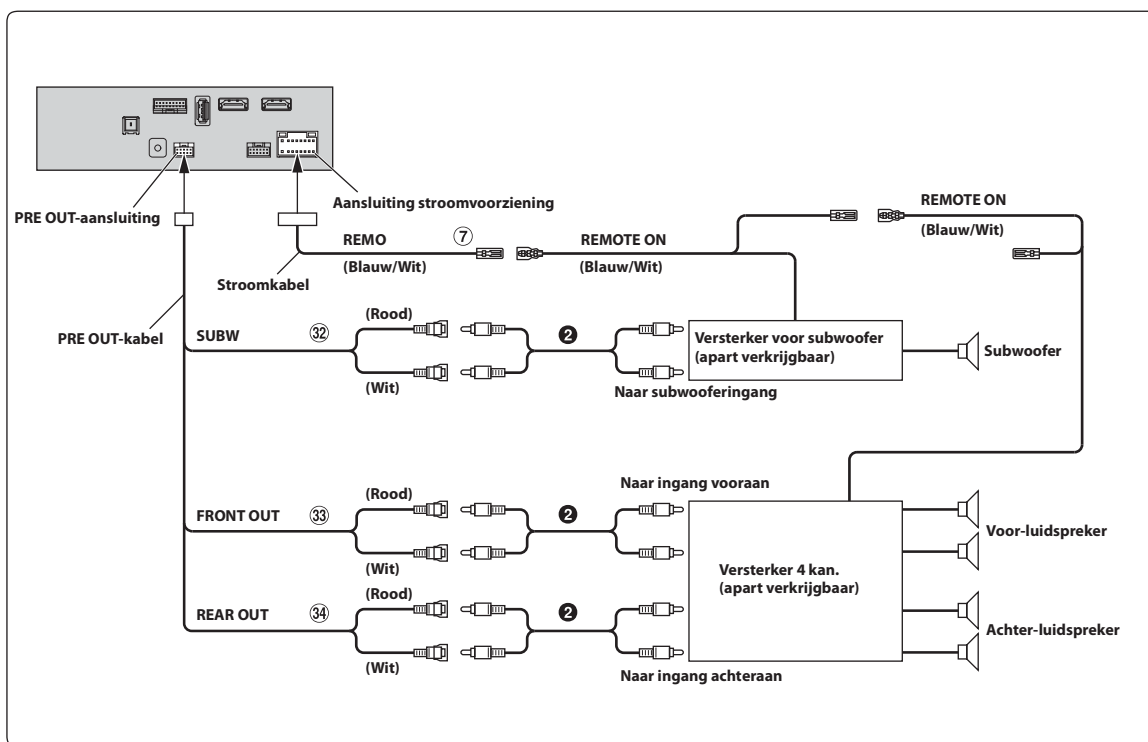 PRE OUT-aansluiting
Aansluiting stroomvoorziening
REMOTE ON
(Blauw/Wit)
REMO
⑦
(Blauw/Wit)
REMOTE ON
(Blauw/Wit)
Stroomkabel
PRE OUT-kabel
SUBW
㉜
(Rood)
(Wit)
❷
Versterker voor subwoofer
(apart verkrijgbaar)
Subwoofer
Naar subwooferingang
Naar ingang vooraan
FRONT OUT
㉝
(Rood)
(Wit)
❷
Versterker 4 kan.
(apart verkrijgbaar)
Voor-luidspreker
REAR OUT
㉞
(Rood)
(Wit)
❷
Achter-luidspreker
Naar ingang achteraan